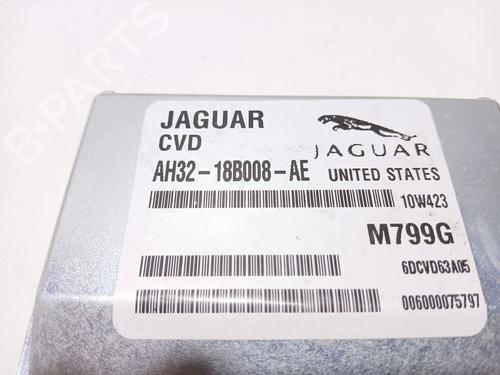 B-PARTS
JAGUAR
CVD
JAGUAR
AH32-18B008-AE UNITED STATES
10W423
M799G
6DCVD63A05
006000075797